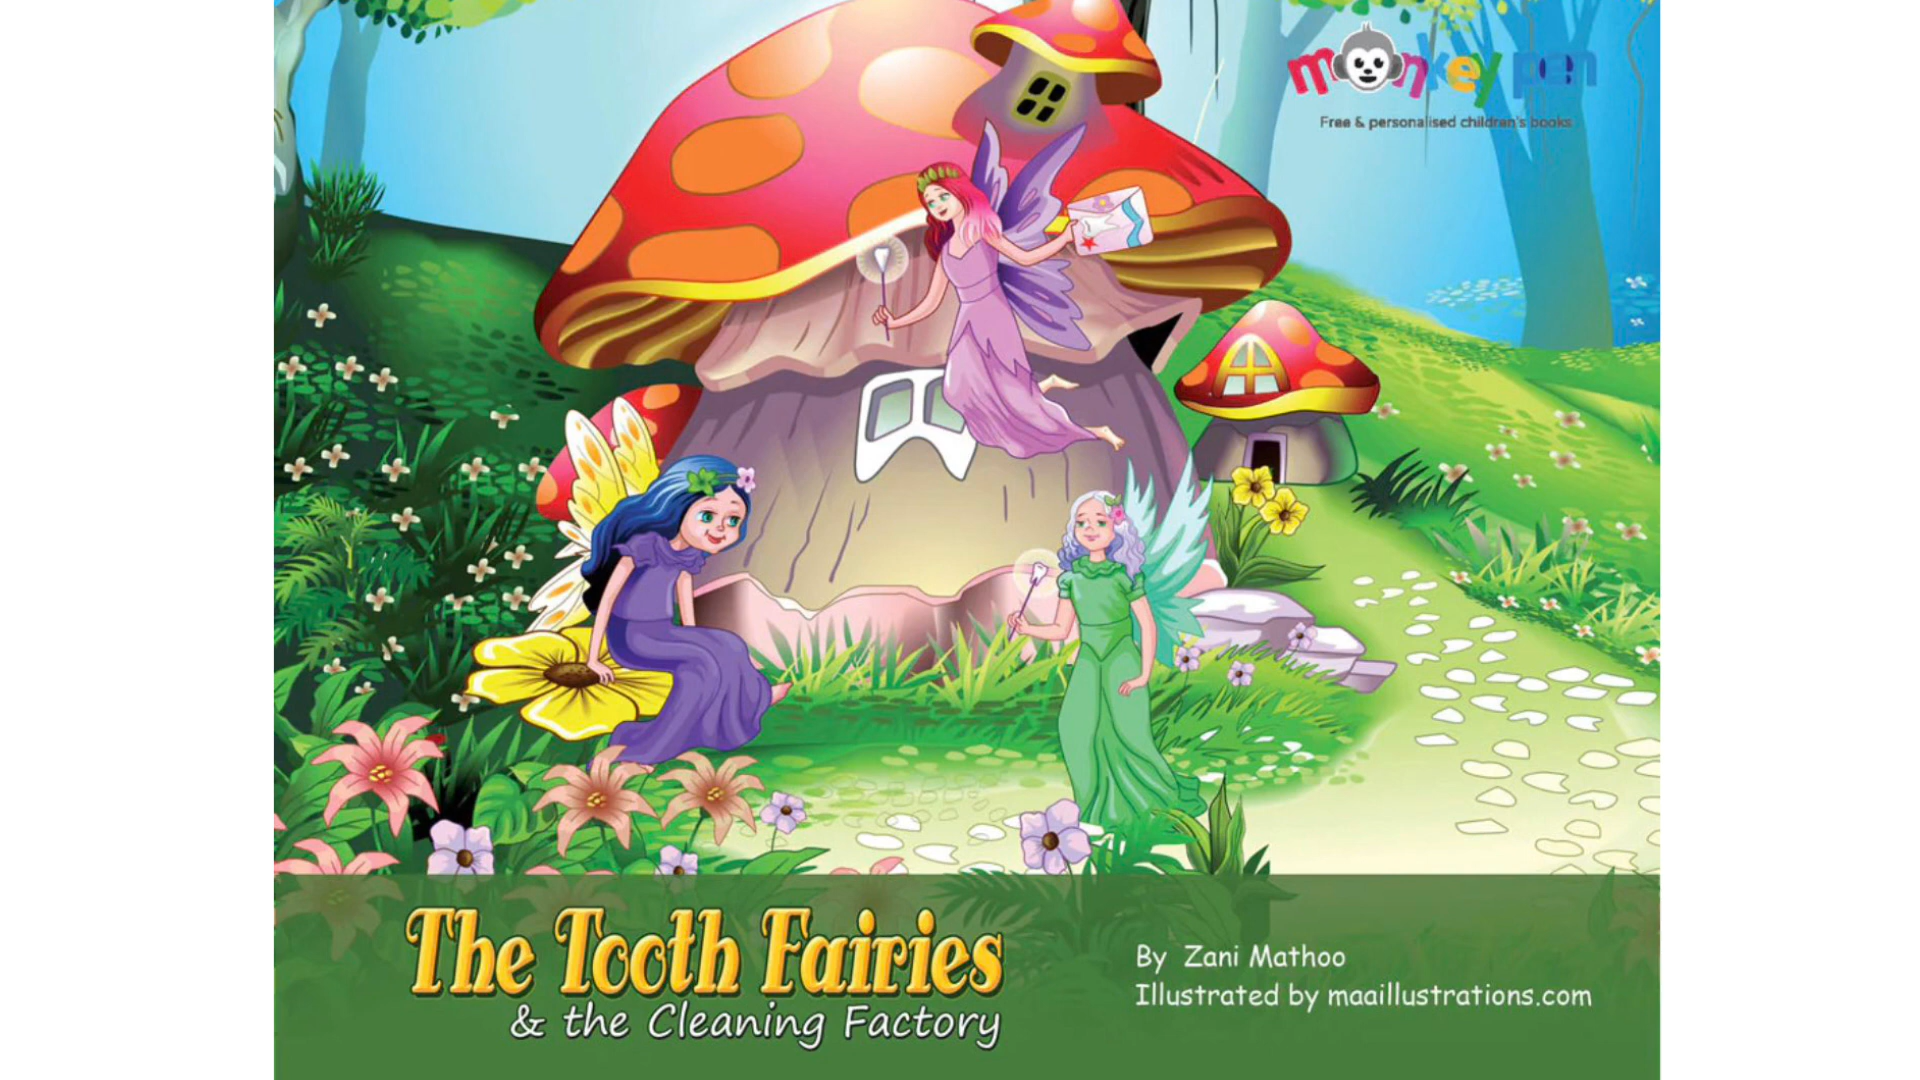 monkey pen
Free & personalised children's books
The Tooth Fairies
& the Cleaning Factory
By Zani Mathoo
Illustrated by maaillustrations.com